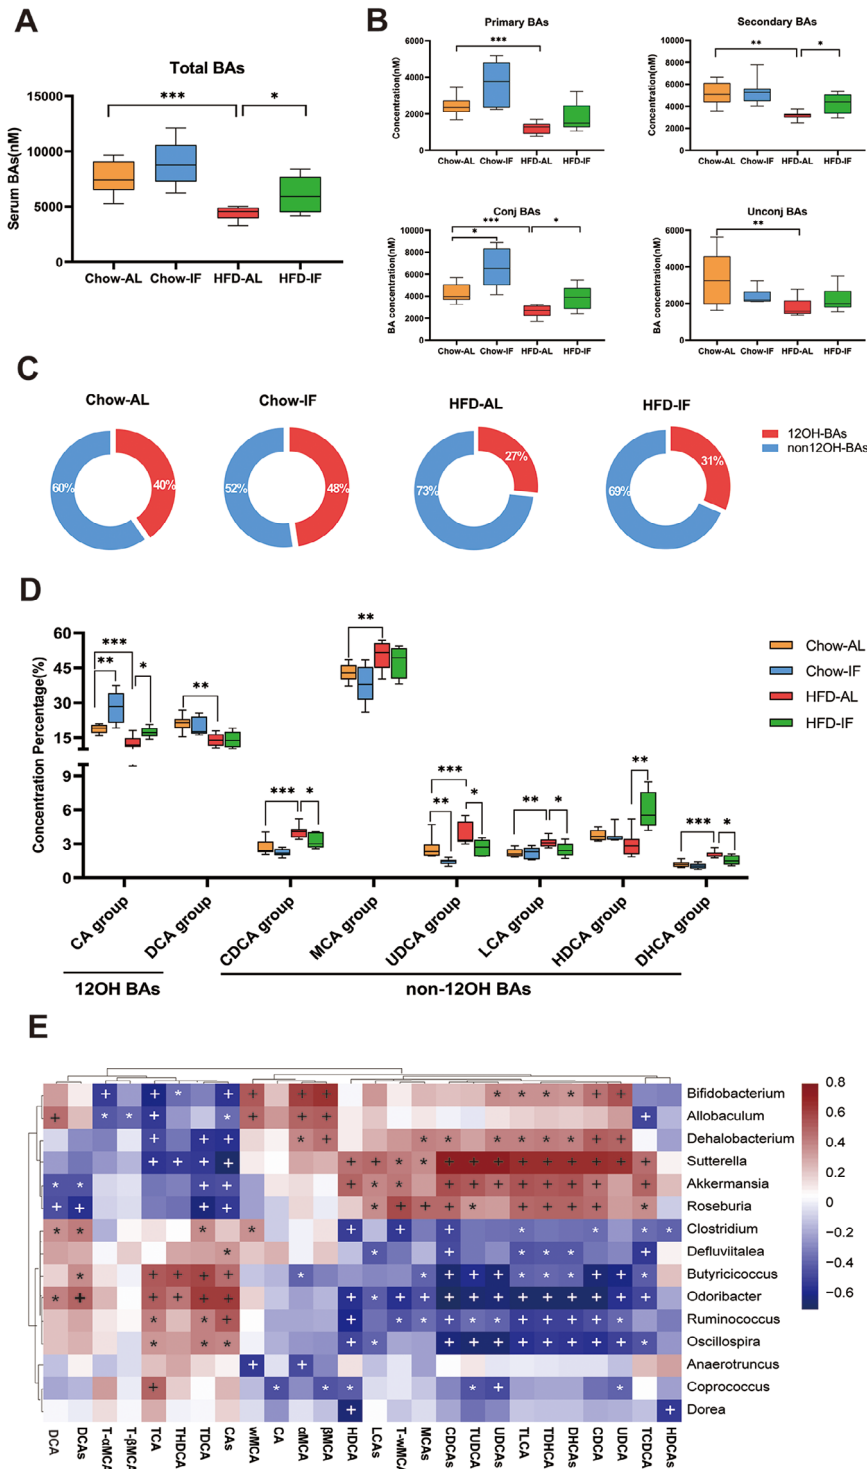 A
Total BAs
***
*
Serum BAs(nM)
15000
10000
5000
0
Chow-AL Chow-IF HFD-AL HFD-IF
B
Primary BAs
***
Concentration(nM)
6000
4000
2000
0
Chow-AL Chow-IF HFD-AL HFD-IF
Secondary BAs
** *
Concentration(nM)
10000
8000
6000
4000
2000
0
Chow-AL Chow-IF HFD-AL HFD-IF
Conj BAs
***
* *
BA concentration(nM)
10000
8000
6000
4000
2000
0
Chow-AL Chow-IF HFD-AL HFD-IF
Unconj BAs
**
BA concentration(nM)
6000
4000
2000
0
Chow-AL Chow-IF HFD-AL HFD-IF
C
Chow-AL
60% 40%
Chow-IF
52% 48%
HFD-AL
73% 27%
HFD-IF
69% 31%
12OH-BAs
non12OH-BAs
D
Concentration Percentage(%)
60
45
30
15
9
6
3
0
***
** *
**
*** *
**
***
** *
** *
**
*** *
Chow-AL
Chow-IF
HFD-AL
HFD-IF
CA group
DCA group
CDCA group
MCA group
UDCA group
LCA group
HDCA group
DHCA group
12OH BAs
non-12OH BAs
E
Bifidobacterium
Allobaculum
Dehalobacterium
Sutterella
Akkermansia
Roseburia
Clostridium
Defluviitalea
Butyricicoccus
Odoribacter
Ruminococcus
Oscillospira
Anaerotruncus
Coprococcus
Dorea
0.8
0.6
0.4
0.2
0
−0.2
−0.4
−0.6
DCA
DCAs
T-αMCA
T-βMCA
TCA
THDCA
TDCA
CAs
wMCA
CA
αMCA
βMCA
HDCA
LCAs
T-wMCA
MCAs
CDCAs
TUDCA
UDCAs
TLCA
TDHCA
DHCAs
CDCA
UDCA
TCDCA
HDCAs